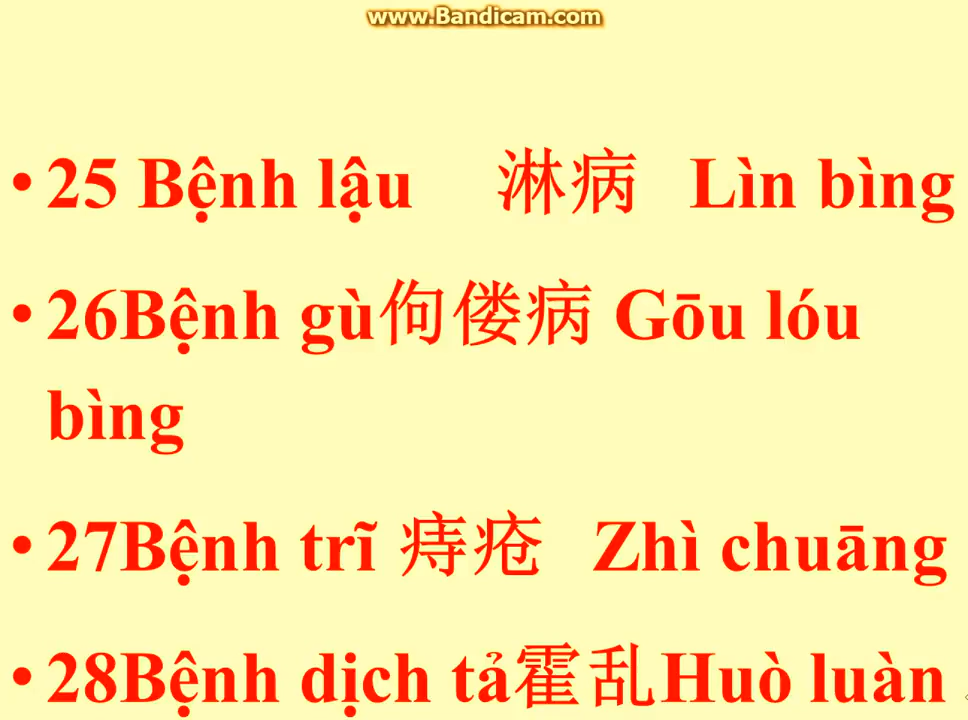 www.Bandicam.com
• 25 Bệnh lậu 淋病 Lìn bìng
• 26Bệnh gù佝偻病 Gōu lóu
bìng
• 27Bệnh trĩ 痔疮 Zhì chuāng
• 28Bệnh dịch tả霍乱Huò luàn